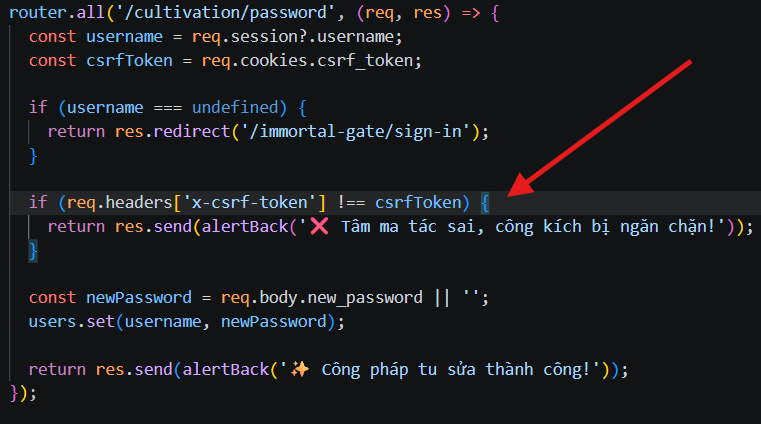 router.all('/cultivation/password', (req, res) => {
  const username = req.session?.username;
  const csrfToken = req.cookies.csrf_token;

  if (username === undefined) {
    return res.redirect('/immortal-gate/sign-in');
  }

  if (req.headers['x-csrf-token'] !== csrfToken) {
    return res.send(alertBack('❌ Tâm ma tác sai, công kích bị ngăn chặn!'));
  }

  const newPassword = req.body.new_password || '';
  users.set(username, newPassword);

  return res.send(alertBack('✨ Công pháp tu sửa thành công!'));
});